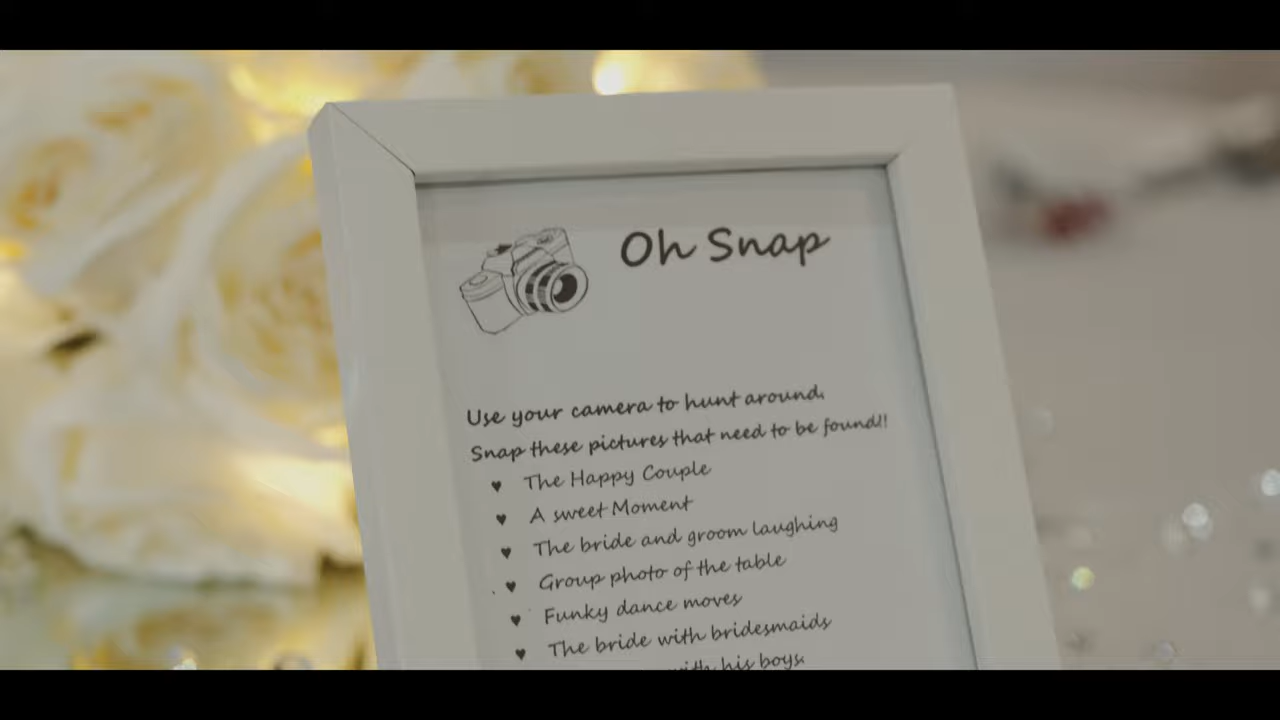 Oh Snap
Use your camera to hunt around.
Snap these pictures that need to be found!!
♥ The Happy Couple
♥ A sweet Moment
♥ The bride and groom laughing
♥ Group photo of the table
♥ Funky dance moves
♥ The bride with bridesmaids
with his boys.